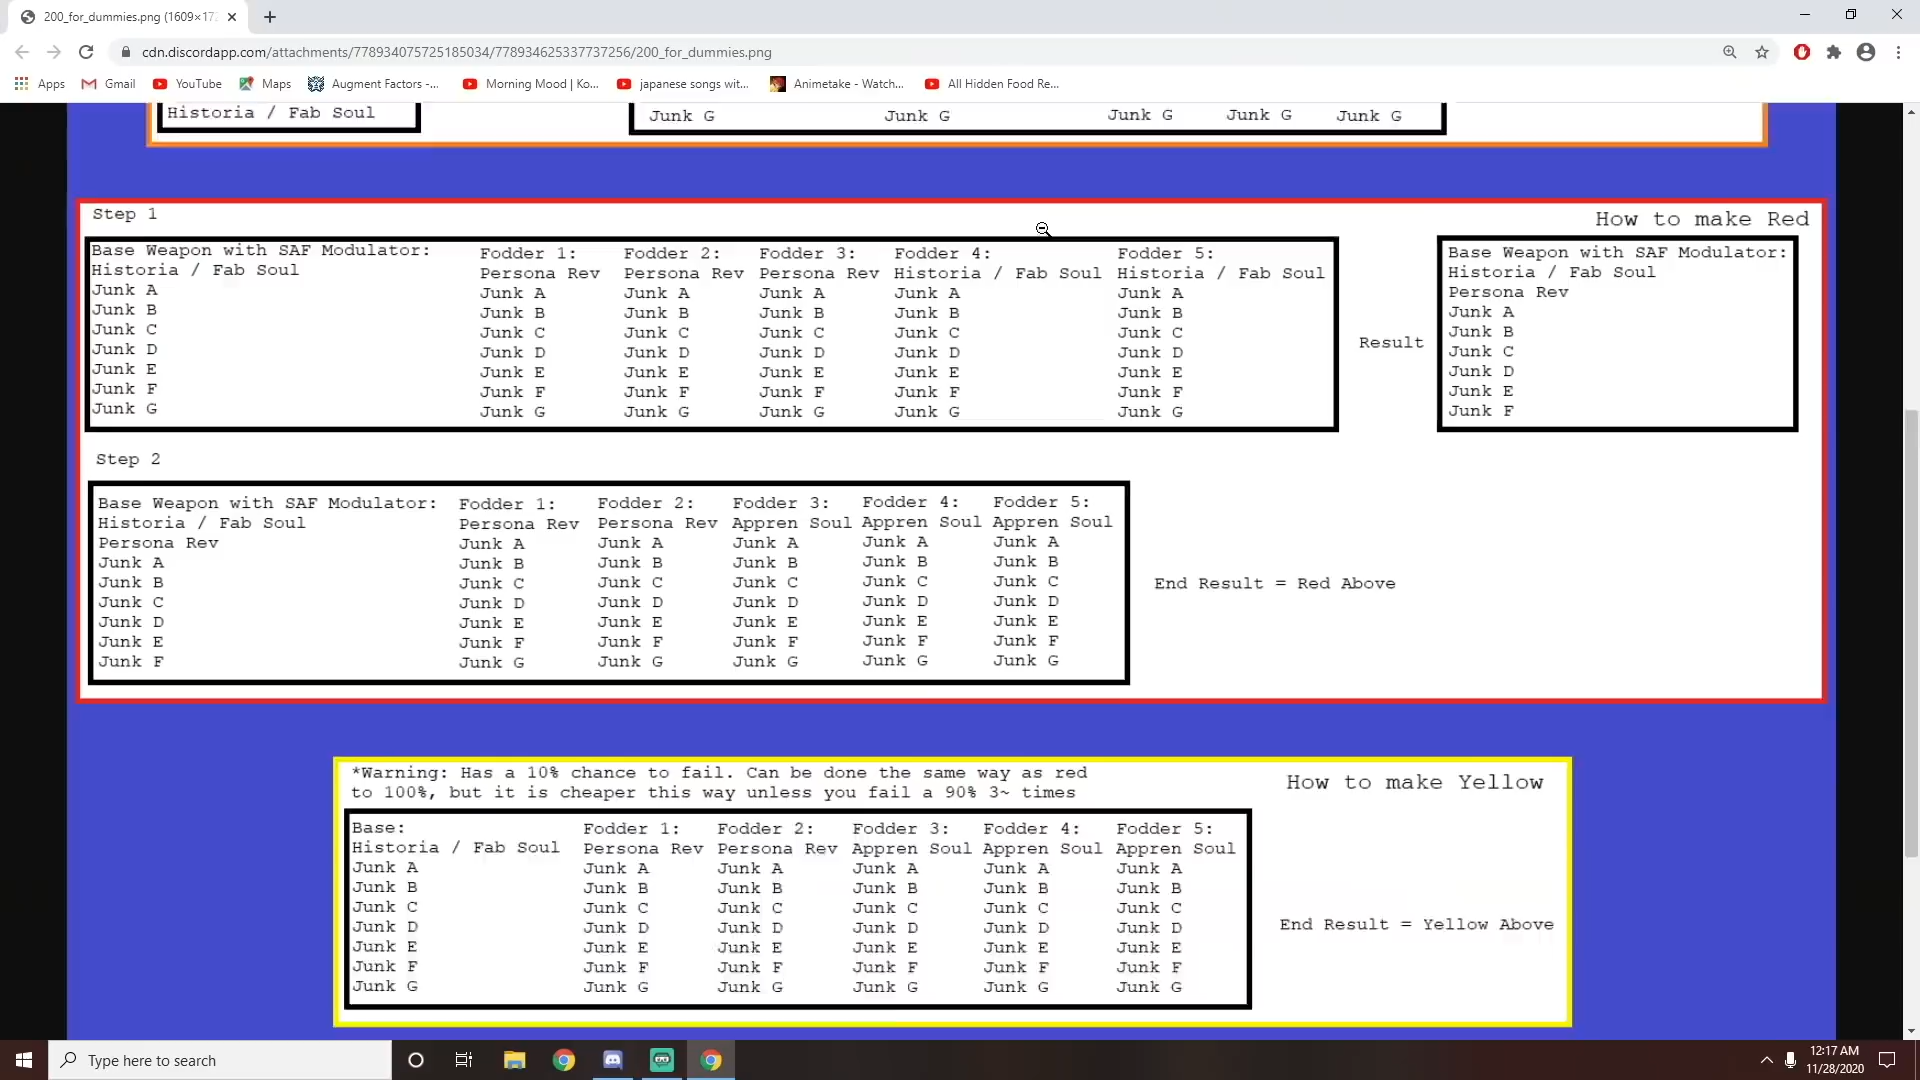 200_for_dummies.png (1609×17
cdn.discordapp.com/attachments/778934075725185034/778934625337737256/200_for_dummies.png
Apps Gmail YouTube Maps Augment Factors -... Morning Mood | Ko... japanese songs wit... Animetake - Watch... All Hidden Food Re...
Historia / Fab Soul
Junk G Junk G Junk G Junk G Junk G
Step 1
How to make Red
Base Weapon with SAF Modulator:
Historia / Fab Soul
Junk A
Junk B
Junk C
Junk D
Junk E
Junk F
Junk G
Fodder 1:
Persona Rev
Junk A
Junk B
Junk C
Junk D
Junk E
Junk F
Junk G
Fodder 2:
Persona Rev
Junk A
Junk B
Junk C
Junk D
Junk E
Junk F
Junk G
Fodder 3:
Persona Rev
Junk A
Junk B
Junk C
Junk D
Junk E
Junk F
Junk G
Fodder 4:
Historia / Fab Soul
Junk A
Junk B
Junk C
Junk D
Junk E
Junk F
Junk G
Fodder 5:
Historia / Fab Soul
Junk A
Junk B
Junk C
Junk D
Junk E
Junk F
Junk G
Result
Base Weapon with SAF Modulator:
Historia / Fab Soul
Persona Rev
Junk A
Junk B
Junk C
Junk D
Junk E
Junk F
Step 2
Base Weapon with SAF Modulator:
Historia / Fab Soul
Persona Rev
Junk A
Junk B
Junk C
Junk D
Junk E
Junk F
Fodder 1:
Persona Rev
Junk A
Junk B
Junk C
Junk D
Junk E
Junk F
Junk G
Fodder 2:
Persona Rev
Junk A
Junk B
Junk C
Junk D
Junk E
Junk F
Junk G
Fodder 3:
Appren Soul
Junk A
Junk B
Junk C
Junk D
Junk E
Junk F
Junk G
Fodder 4:
Appren Soul
Junk A
Junk B
Junk C
Junk D
Junk E
Junk F
Junk G
Fodder 5:
Appren Soul
Junk A
Junk B
Junk C
Junk D
Junk E
Junk F
Junk G
End Result = Red Above
*Warning: Has a 10% chance to fail. Can be done the same way as red
to 100%, but it is cheaper this way unless you fail a 90% 3~ times
How to make Yellow
Base:
Historia / Fab Soul
Junk A
Junk B
Junk C
Junk D
Junk E
Junk F
Junk G
Fodder 1:
Persona Rev
Junk A
Junk B
Junk C
Junk D
Junk E
Junk F
Junk G
Fodder 2:
Persona Rev
Junk A
Junk B
Junk C
Junk D
Junk E
Junk F
Junk G
Fodder 3:
Appren Soul
Junk A
Junk B
Junk C
Junk D
Junk E
Junk F
Junk G
Fodder 4:
Appren Soul
Junk A
Junk B
Junk C
Junk D
Junk E
Junk F
Junk G
Fodder 5:
Appren Soul
Junk A
Junk B
Junk C
Junk D
Junk E
Junk F
Junk G
End Result = Yellow Above
Type here to search
12:17 AM
11/28/2020